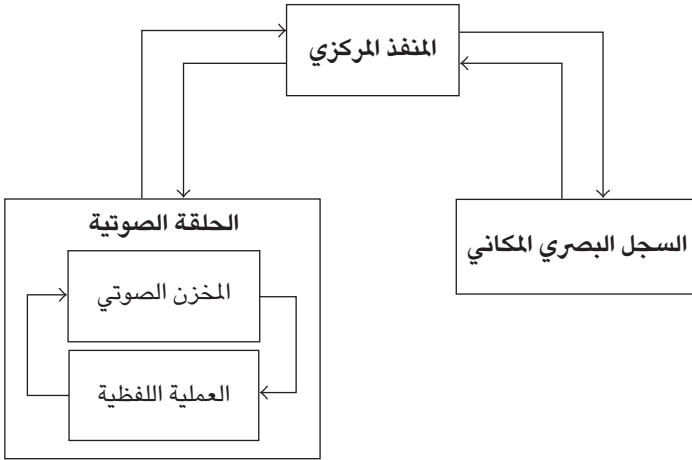 المنفذ المركزي
الحلقة الصوتية
المخزن الصوتي
العملية اللفظية
السجل البصري المكاني